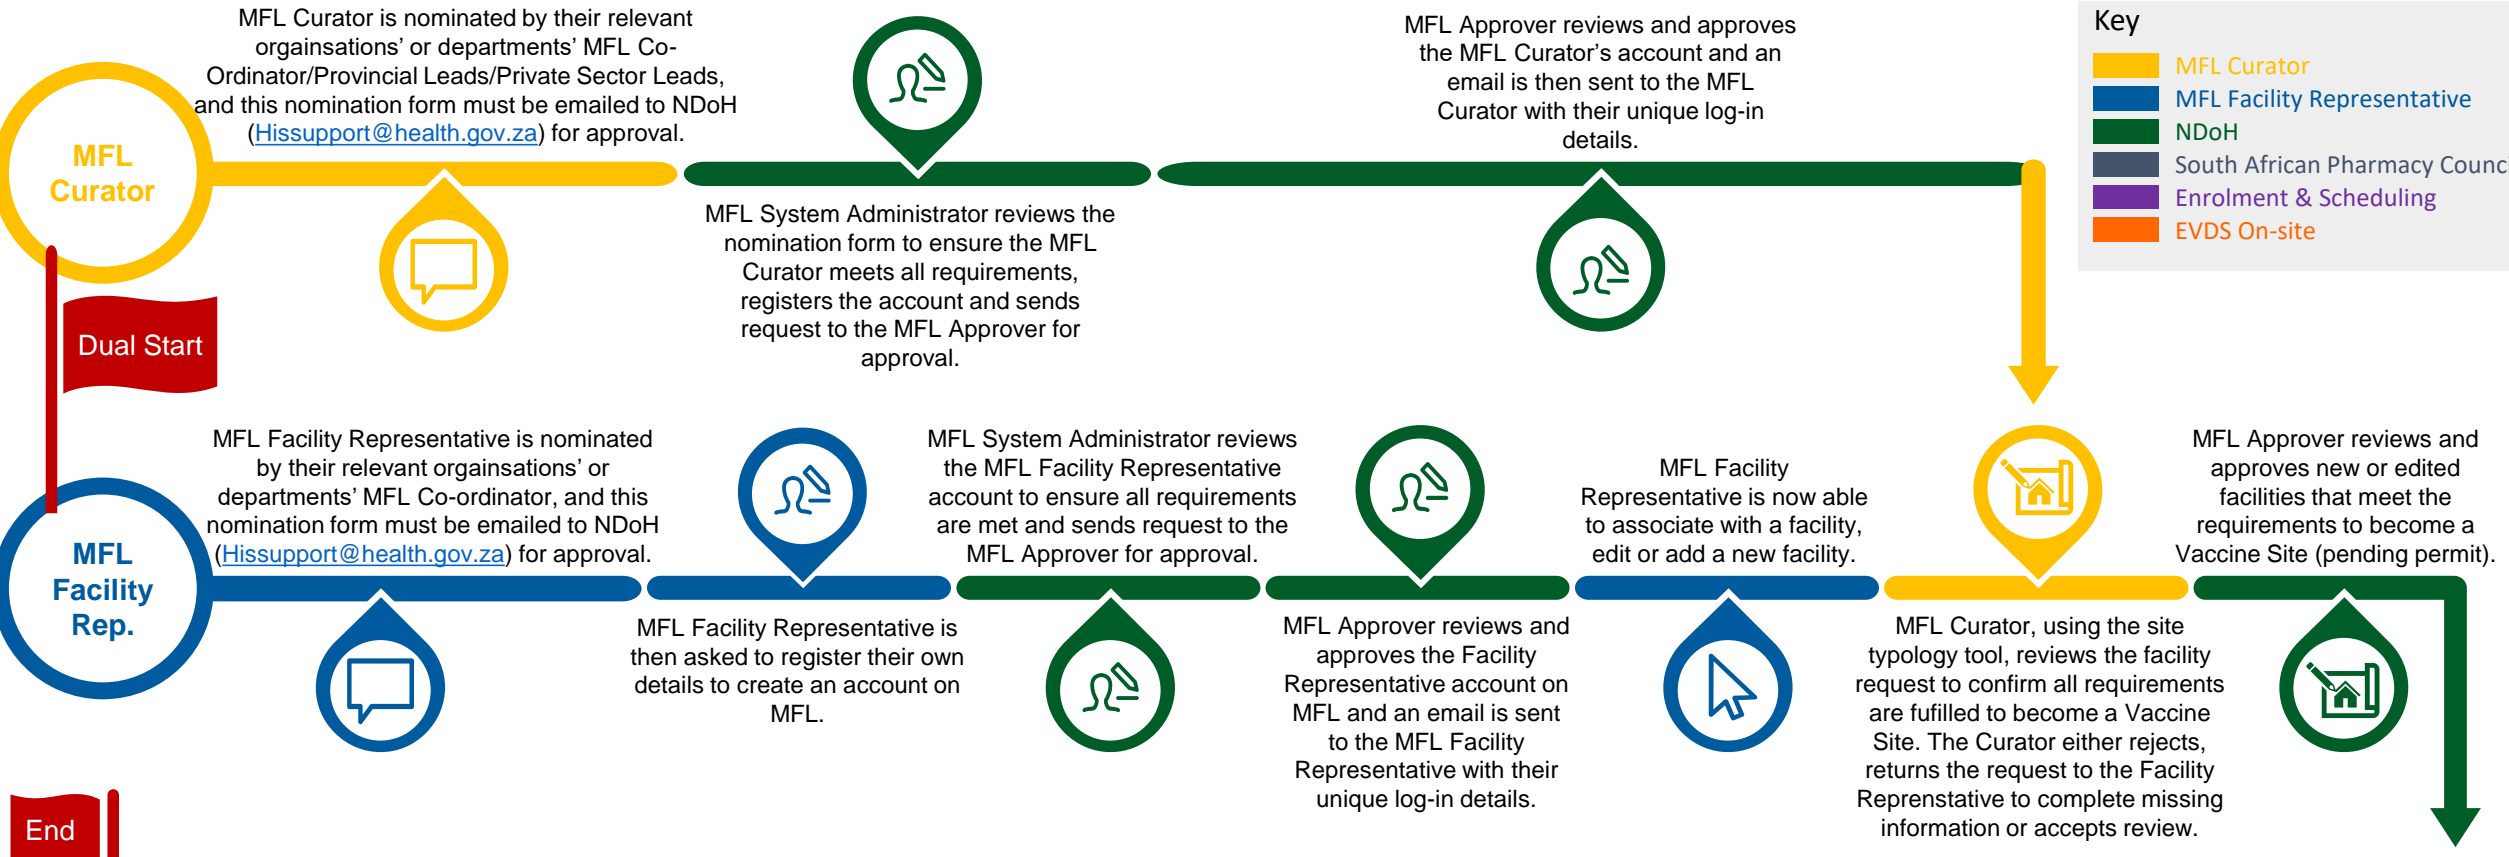 MFL Curator is nominated by their relevant
orgainsations’ or departments’ MFL Co-
Ordinator/Provincial Leads/Private Sector Leads,
and this nomination form must be emailed to NDoH
(Hissupport@health.gov.za) for approval.
MFL
Curator
MFL System Administrator reviews the
nomination form to ensure the MFL
Curator meets all requirements,
registers the account and sends
request to the MFL Approver for
approval.
MFL Approver reviews and approves
the MFL Curator’s account and an
email is then sent to the MFL
Curator with their unique log-in
details.
Key
MFL Curator
MFL Facility Representative
NDoH
South African Pharmacy Counci
Enrolment & Scheduling
EVDS On-site
Dual Start
MFL Facility Representative is nominated
by their relevant orgainsations’ or
departments’ MFL Co-ordinator, and this
nomination form must be emailed to NDoH
(Hissupport@health.gov.za) for approval.
MFL
Facility
Rep.
MFL Facility Representative is
then asked to register their own
details to create an account on
MFL.
MFL System Administrator reviews
the MFL Facility Representative
account to ensure all requirements
are met and sends request to the
MFL Approver for approval.
MFL Approver reviews and
approves the Facility
Representative account on
MFL and an email is sent
to the MFL Facility
Representative with their
unique log-in details.
MFL Facility
Representative is now able
to associate with a facility,
edit or add a new facility.
MFL Curator, using the site
typology tool, reviews the facility
request to confirm all requirements
are fufilled to become a Vaccine
Site. The Curator either rejects,
returns the request to the Facility
Reprenstative to complete missing
information or accepts review.
MFL Approver reviews and
approves new or edited
facilities that meet the
requirements to become a
Vaccine Site (pending permit).
End